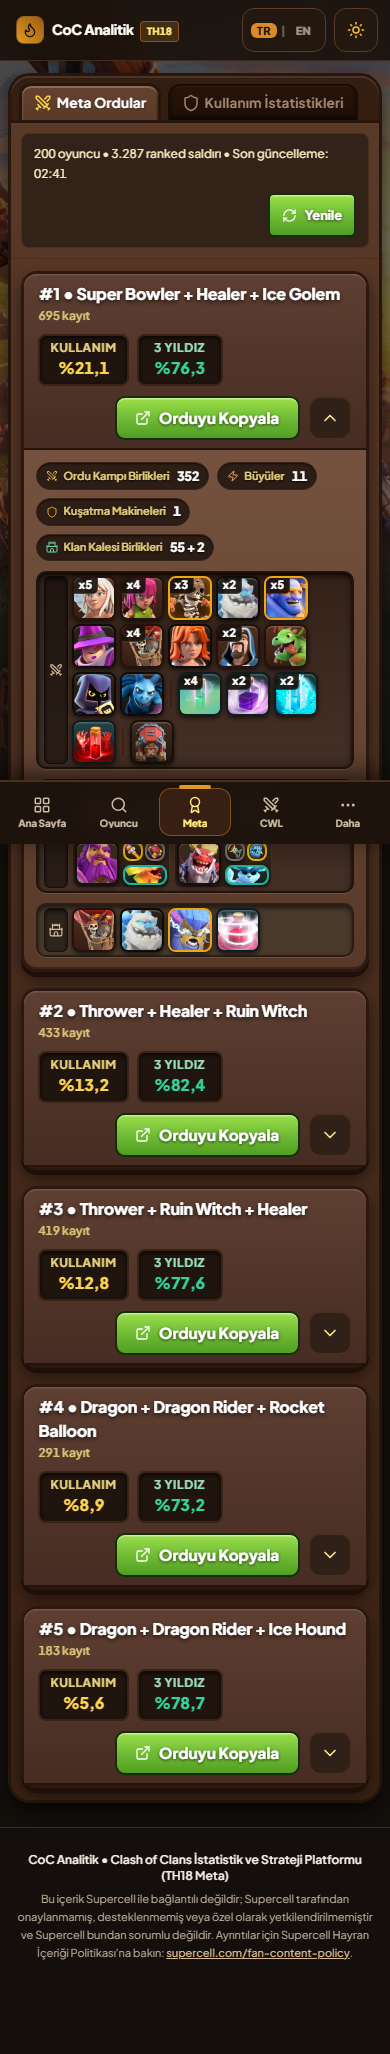 CoC Analitik TH18 TR | EN
Meta Ordular Kullanım İstatistikleri
200 oyuncu • 3.287 ranked saldırı • Son güncelleme:
02:41
Yenile
#1 • Super Bowler + Healer + Ice Golem
695 kayıt
KULLANIM 3 YILDIZ
%21,1 %76,3
Orduyu Kopyala
Ordu Kampı Birlikleri 352 Büyüler 11
Kuşatma Makineleri 1
Klan Kalesi Birlikleri 55 + 2
x5 x4 x3 x2 x5
x4 x2
x4 x2 x2
Ana Sayfa Oyuncu Meta CWL Daha
#2 • Thrower + Healer + Ruin Witch
433 kayıt
KULLANIM 3 YILDIZ
%13,2 %82,4
Orduyu Kopyala
#3 • Thrower + Ruin Witch + Healer
419 kayıt
KULLANIM 3 YILDIZ
%12,8 %77,6
Orduyu Kopyala
#4 • Dragon + Dragon Rider + Rocket
Balloon
291 kayıt
KULLANIM 3 YILDIZ
%8,9 %73,2
Orduyu Kopyala
#5 • Dragon + Dragon Rider + Ice Hound
183 kayıt
KULLANIM 3 YILDIZ
%5,6 %78,7
Orduyu Kopyala
CoC Analitik • Clash of Clans İstatistik ve Strateji Platformu
(TH18 Meta)
Bu içerik Supercell ile bağlantılı değildir; Supercell tarafından
onaylanmamış, desteklenmemiş veya özel olarak yetkilendirilmemiştir
ve Supercell bundan sorumlu değildir. Ayrıntılar için Supercell Hayran
İçeriği Politikası'na bakın: supercell.com/fan-content-policy.